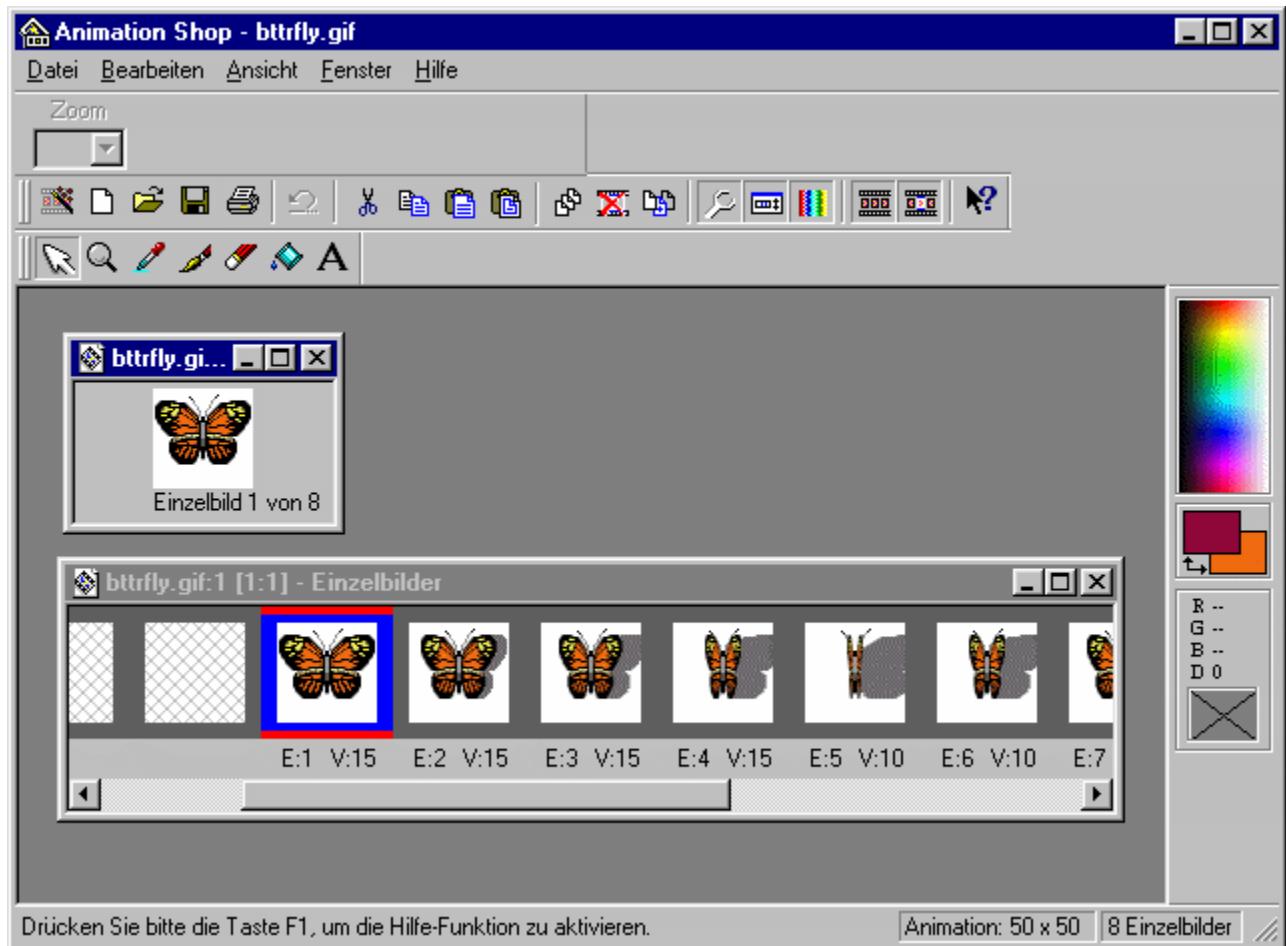 Animation Shop - bttrfly.gif
Datei Bearbeiten Ansicht Fenster Hilfe
Zoom
A
bttrfly.gi...
Einzelbild 1 von 8
bttrfly.gif:1 [1:1] - Einzelbilder
E:1 V:15 E:2 V:15 E:3 V:15 E:4 V:15 E:5 V:10 E:6 V:10 E:7
R --
G --
B --
D 0
Drücken Sie bitte die Taste F1, um die Hilfe-Funktion zu aktivieren.
Animation: 50 x 50
8 Einzelbilder